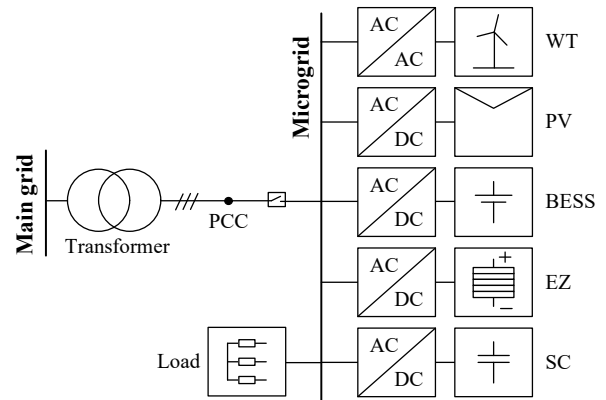 AC
AC
WT
Microgrid
AC
DC
PV
Main grid
Transformer
PCC
AC
DC
BESS
AC
DC
+
−
EZ
Load
AC
DC
SC